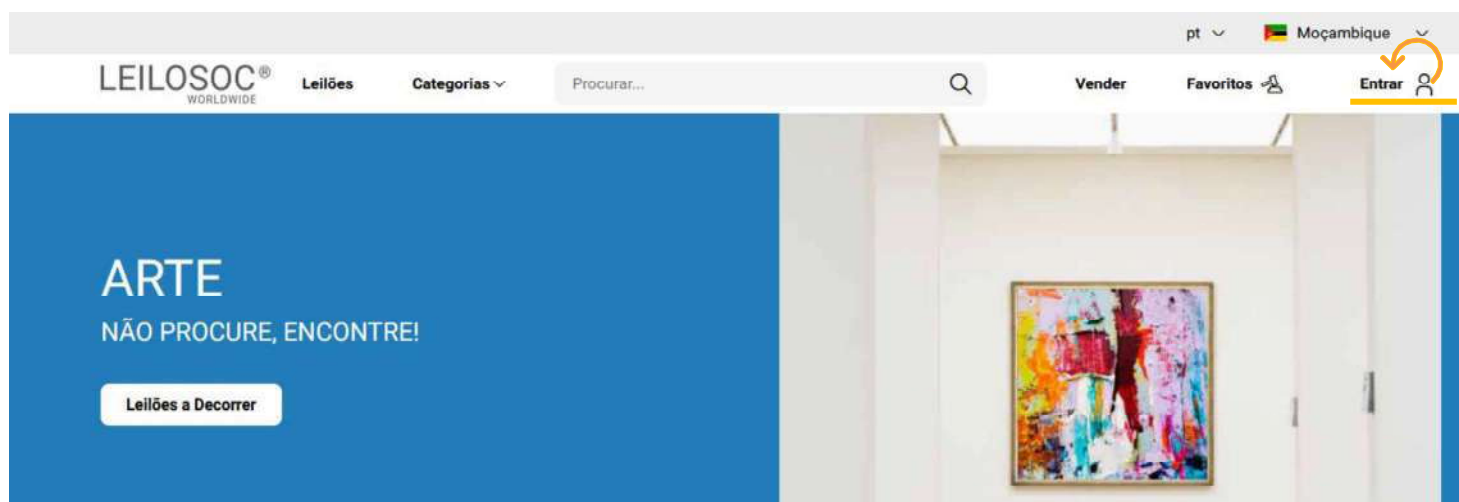 pt Moçambique
LEILOSOC® Leilões Categorias Procurar... Vender Favoritos Entrar
WORLDWIDE
ARTE
NÃO PROCURE, ENCONTRE!
Leilões a Decorrer